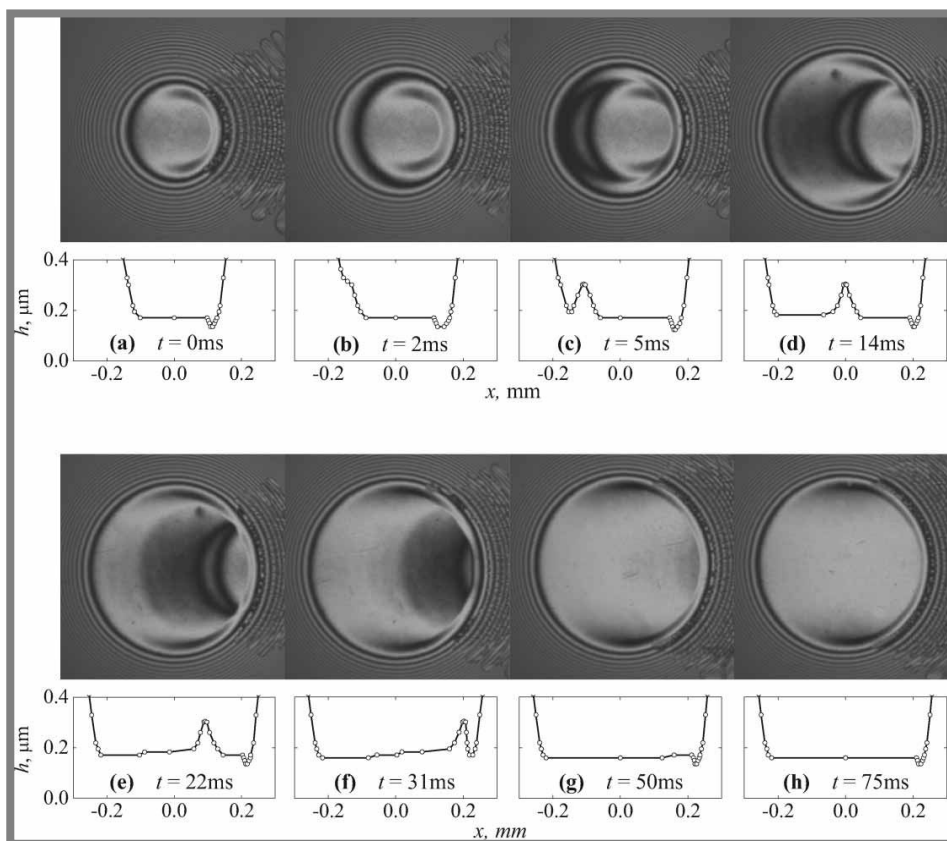 0.4
0.2
0.0
h, μm
(a) t = 0ms
(b) t = 2ms
(c) t = 5ms
(d) t = 14ms
-0.2 0.0 0.2 -0.2 0.0 0.2 -0.2 0.0 0.2 -0.2 0.0 0.2
x, mm
0.4
0.2
0.0
h, μm
(e) t = 22ms
(f) t = 31ms
(g) t = 50ms
(h) t = 75ms
-0.2 0.0 0.2 -0.2 0.0 0.2 -0.2 0.0 0.2 -0.2 0.0 0.2
x, mm